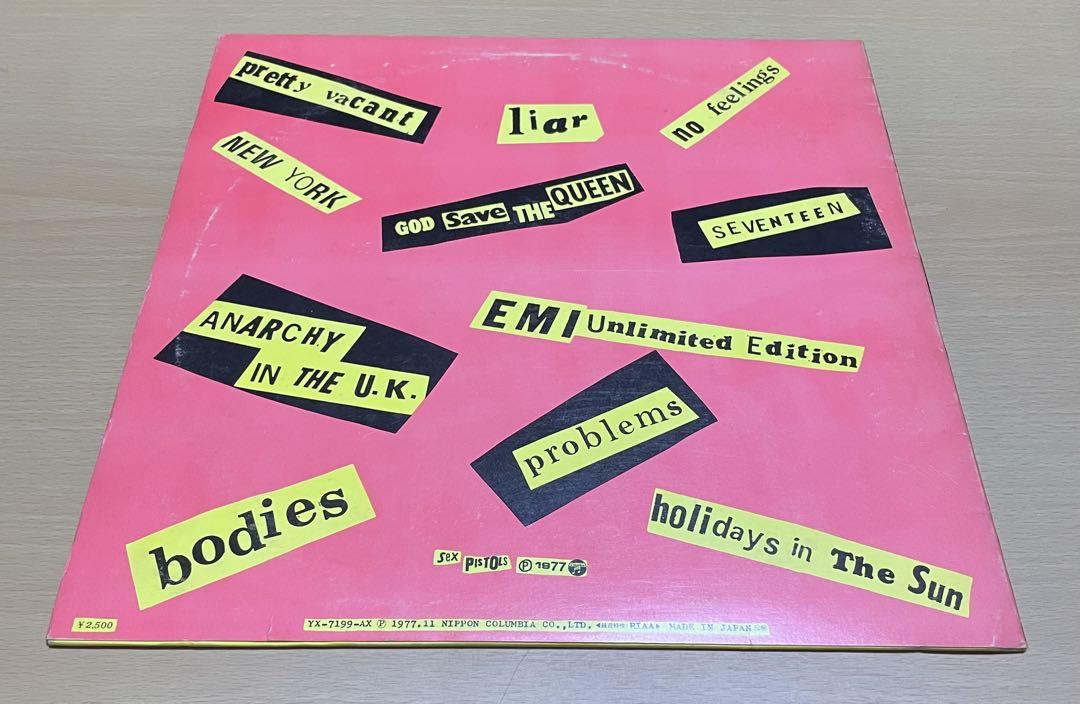 pretty vacant
liar
no feelings
NEW YORK
GOD Save THE QUEEN
SEVENTEEN
ANARCHY
IN THE U.K.
EMI Unlimited Edition
problems
bodies
holidays in The Sun
sex PISTOLS Ⓟ 1977
¥2,500
YX-7199-AX Ⓟ 1977.11 NIPPON COLUMBIA CO.,LTD. RIAA MADE IN JAPAN